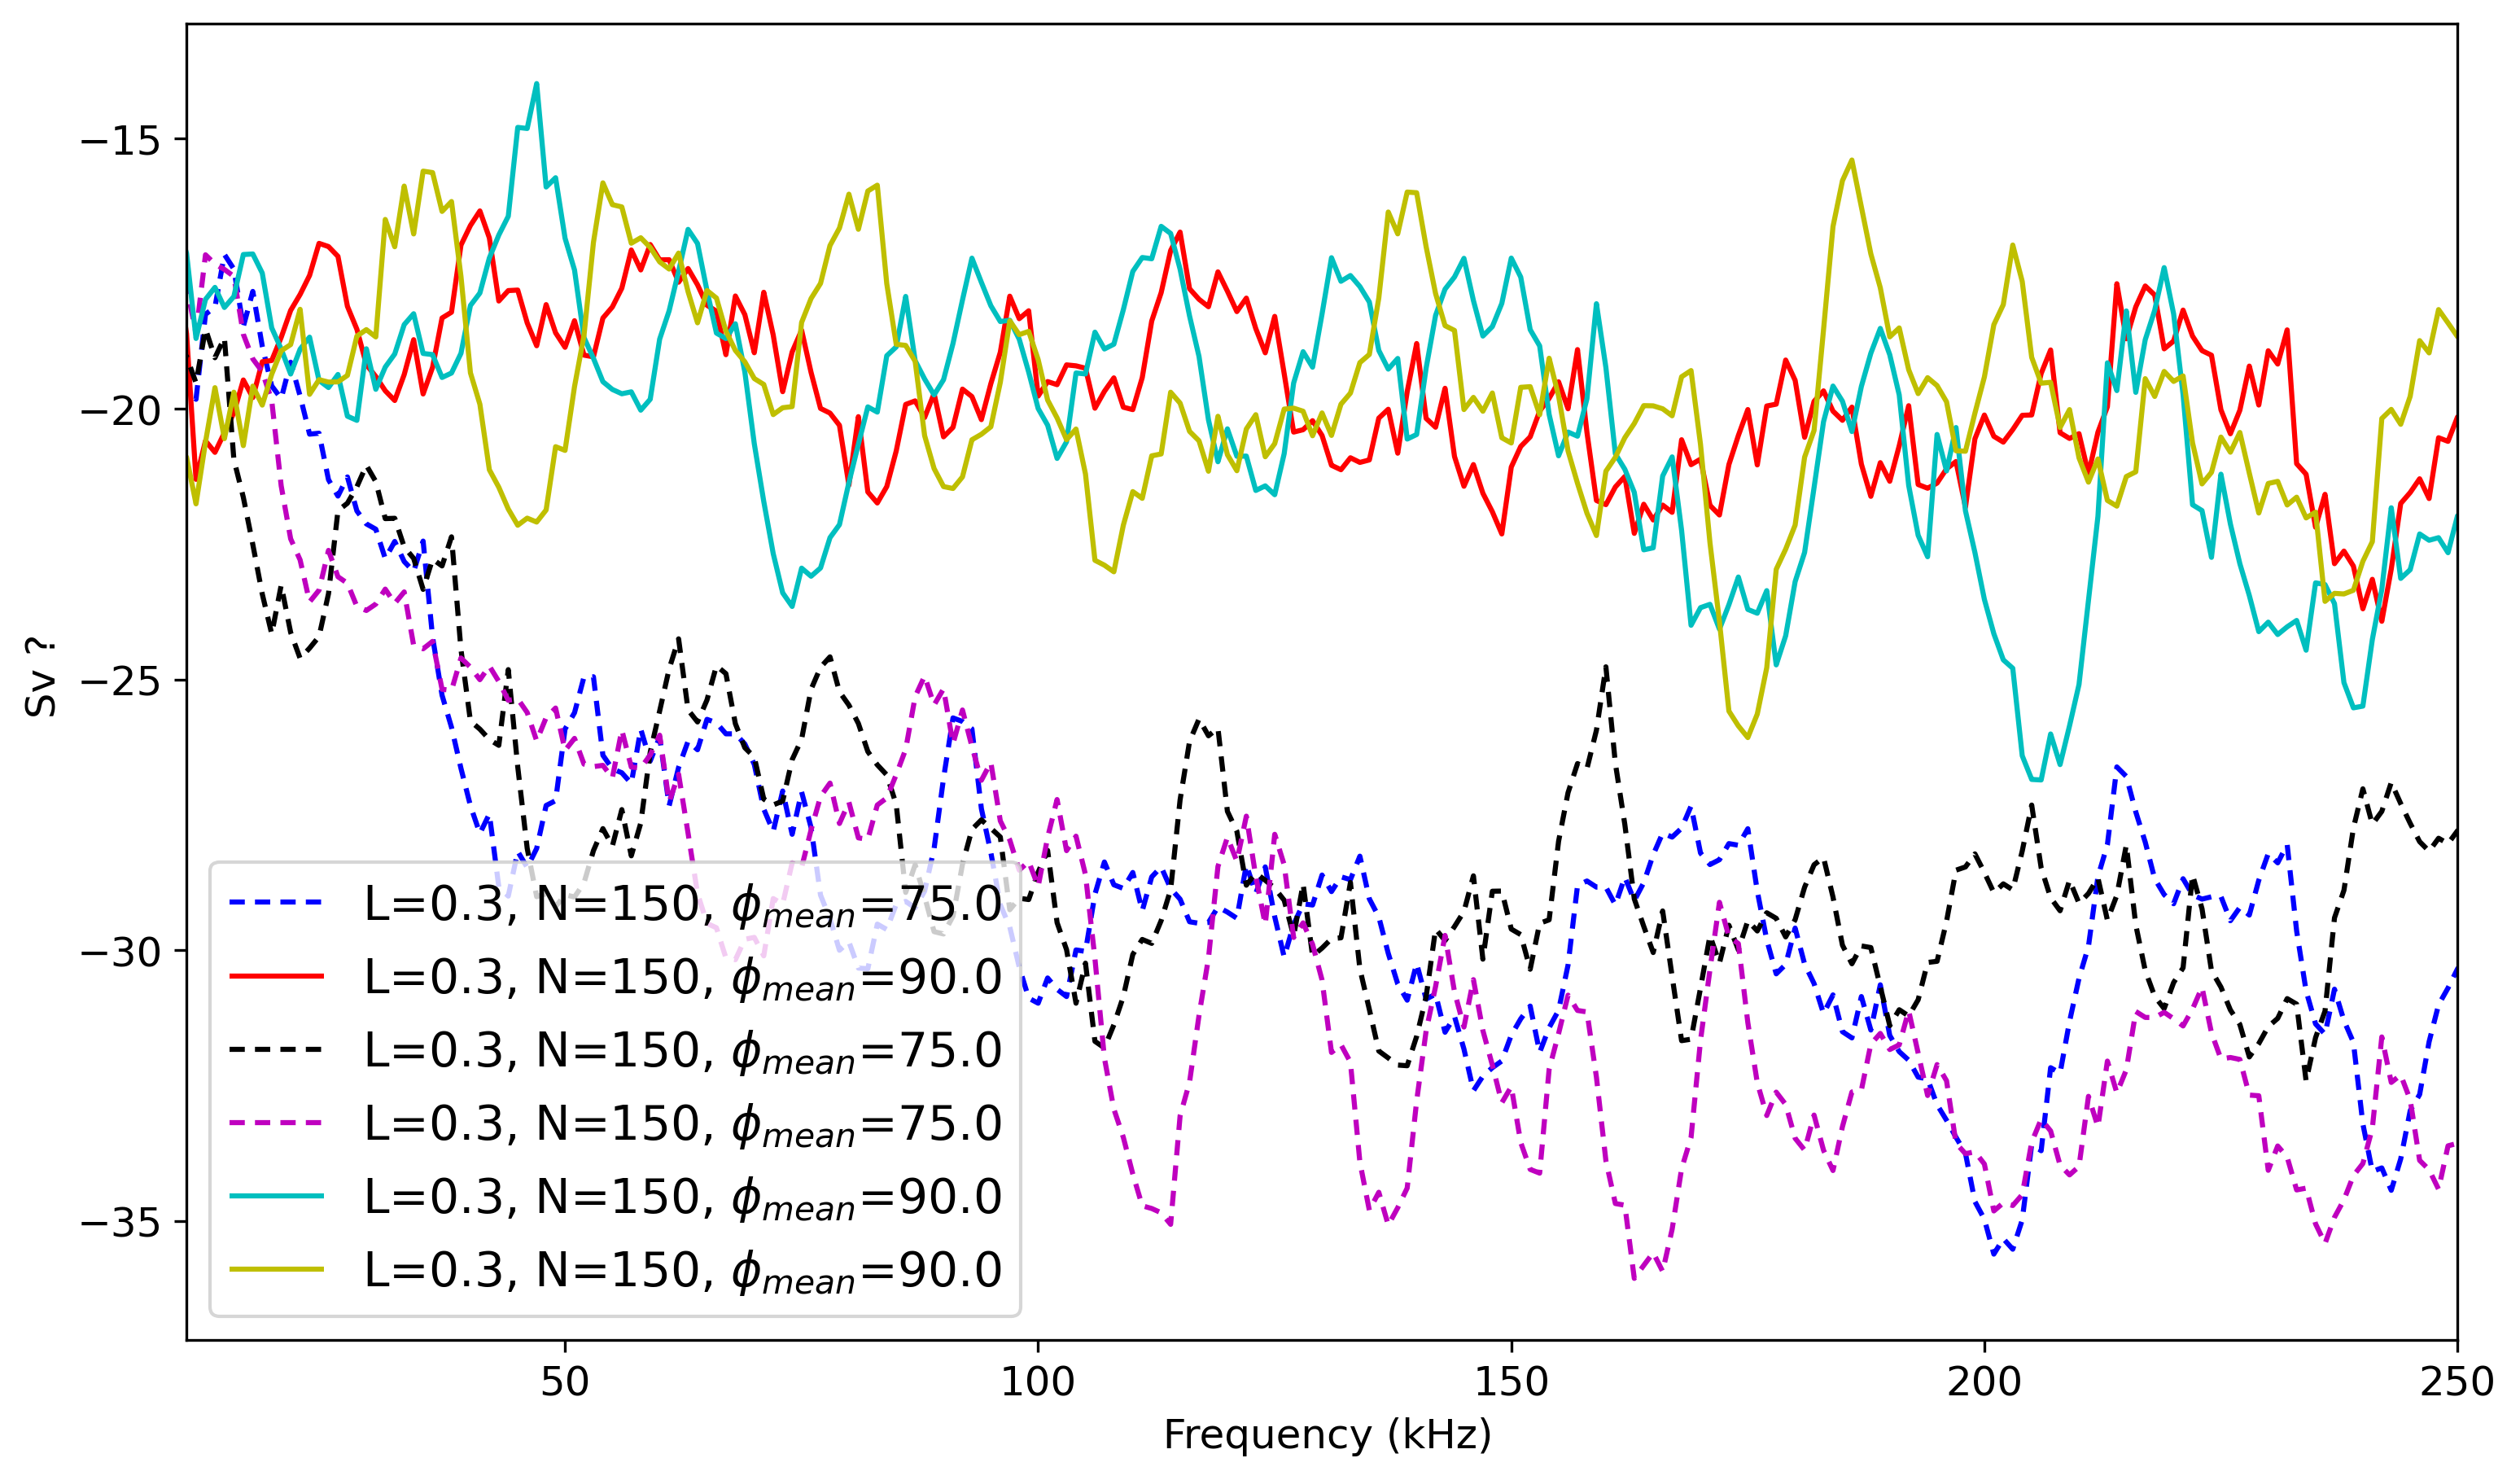 −15
−20
−25
−30
−35
Sv ?
L=0.3, N=150, ϕmean=75.0
L=0.3, N=150, ϕmean=90.0
L=0.3, N=150, ϕmean=75.0
L=0.3, N=150, ϕmean=75.0
L=0.3, N=150, ϕmean=90.0
L=0.3, N=150, ϕmean=90.0
50 100 150 200 250
Frequency (kHz)